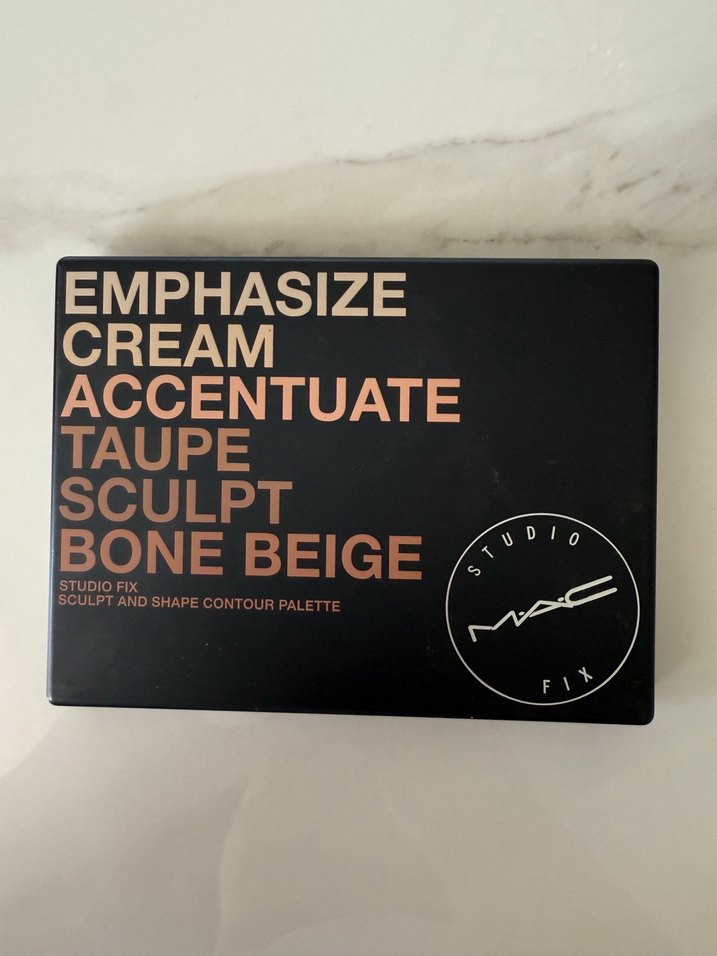 EMPHASIZE
CREAM
ACCENTUATE
TAUPE
SCULPT
BONE BEIGE
STUDIO FIX
SCULPT AND SHAPE CONTOUR PALETTE
STUDIO
M·A·C
FIX